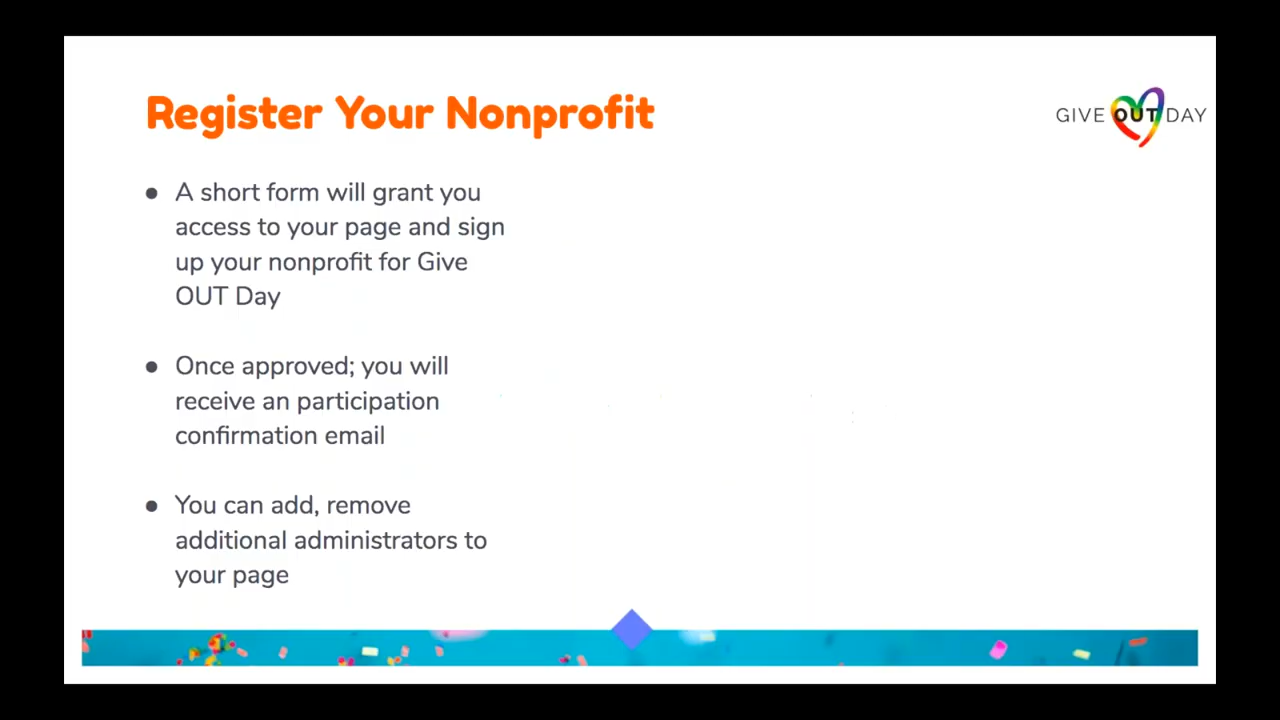 Register Your Nonprofit
GIVE OUT DAY
● A short form will grant you
access to your page and sign
up your nonprofit for Give
OUT Day
● Once approved; you will
receive an participation
confirmation email
● You can add, remove
additional administrators to
your page